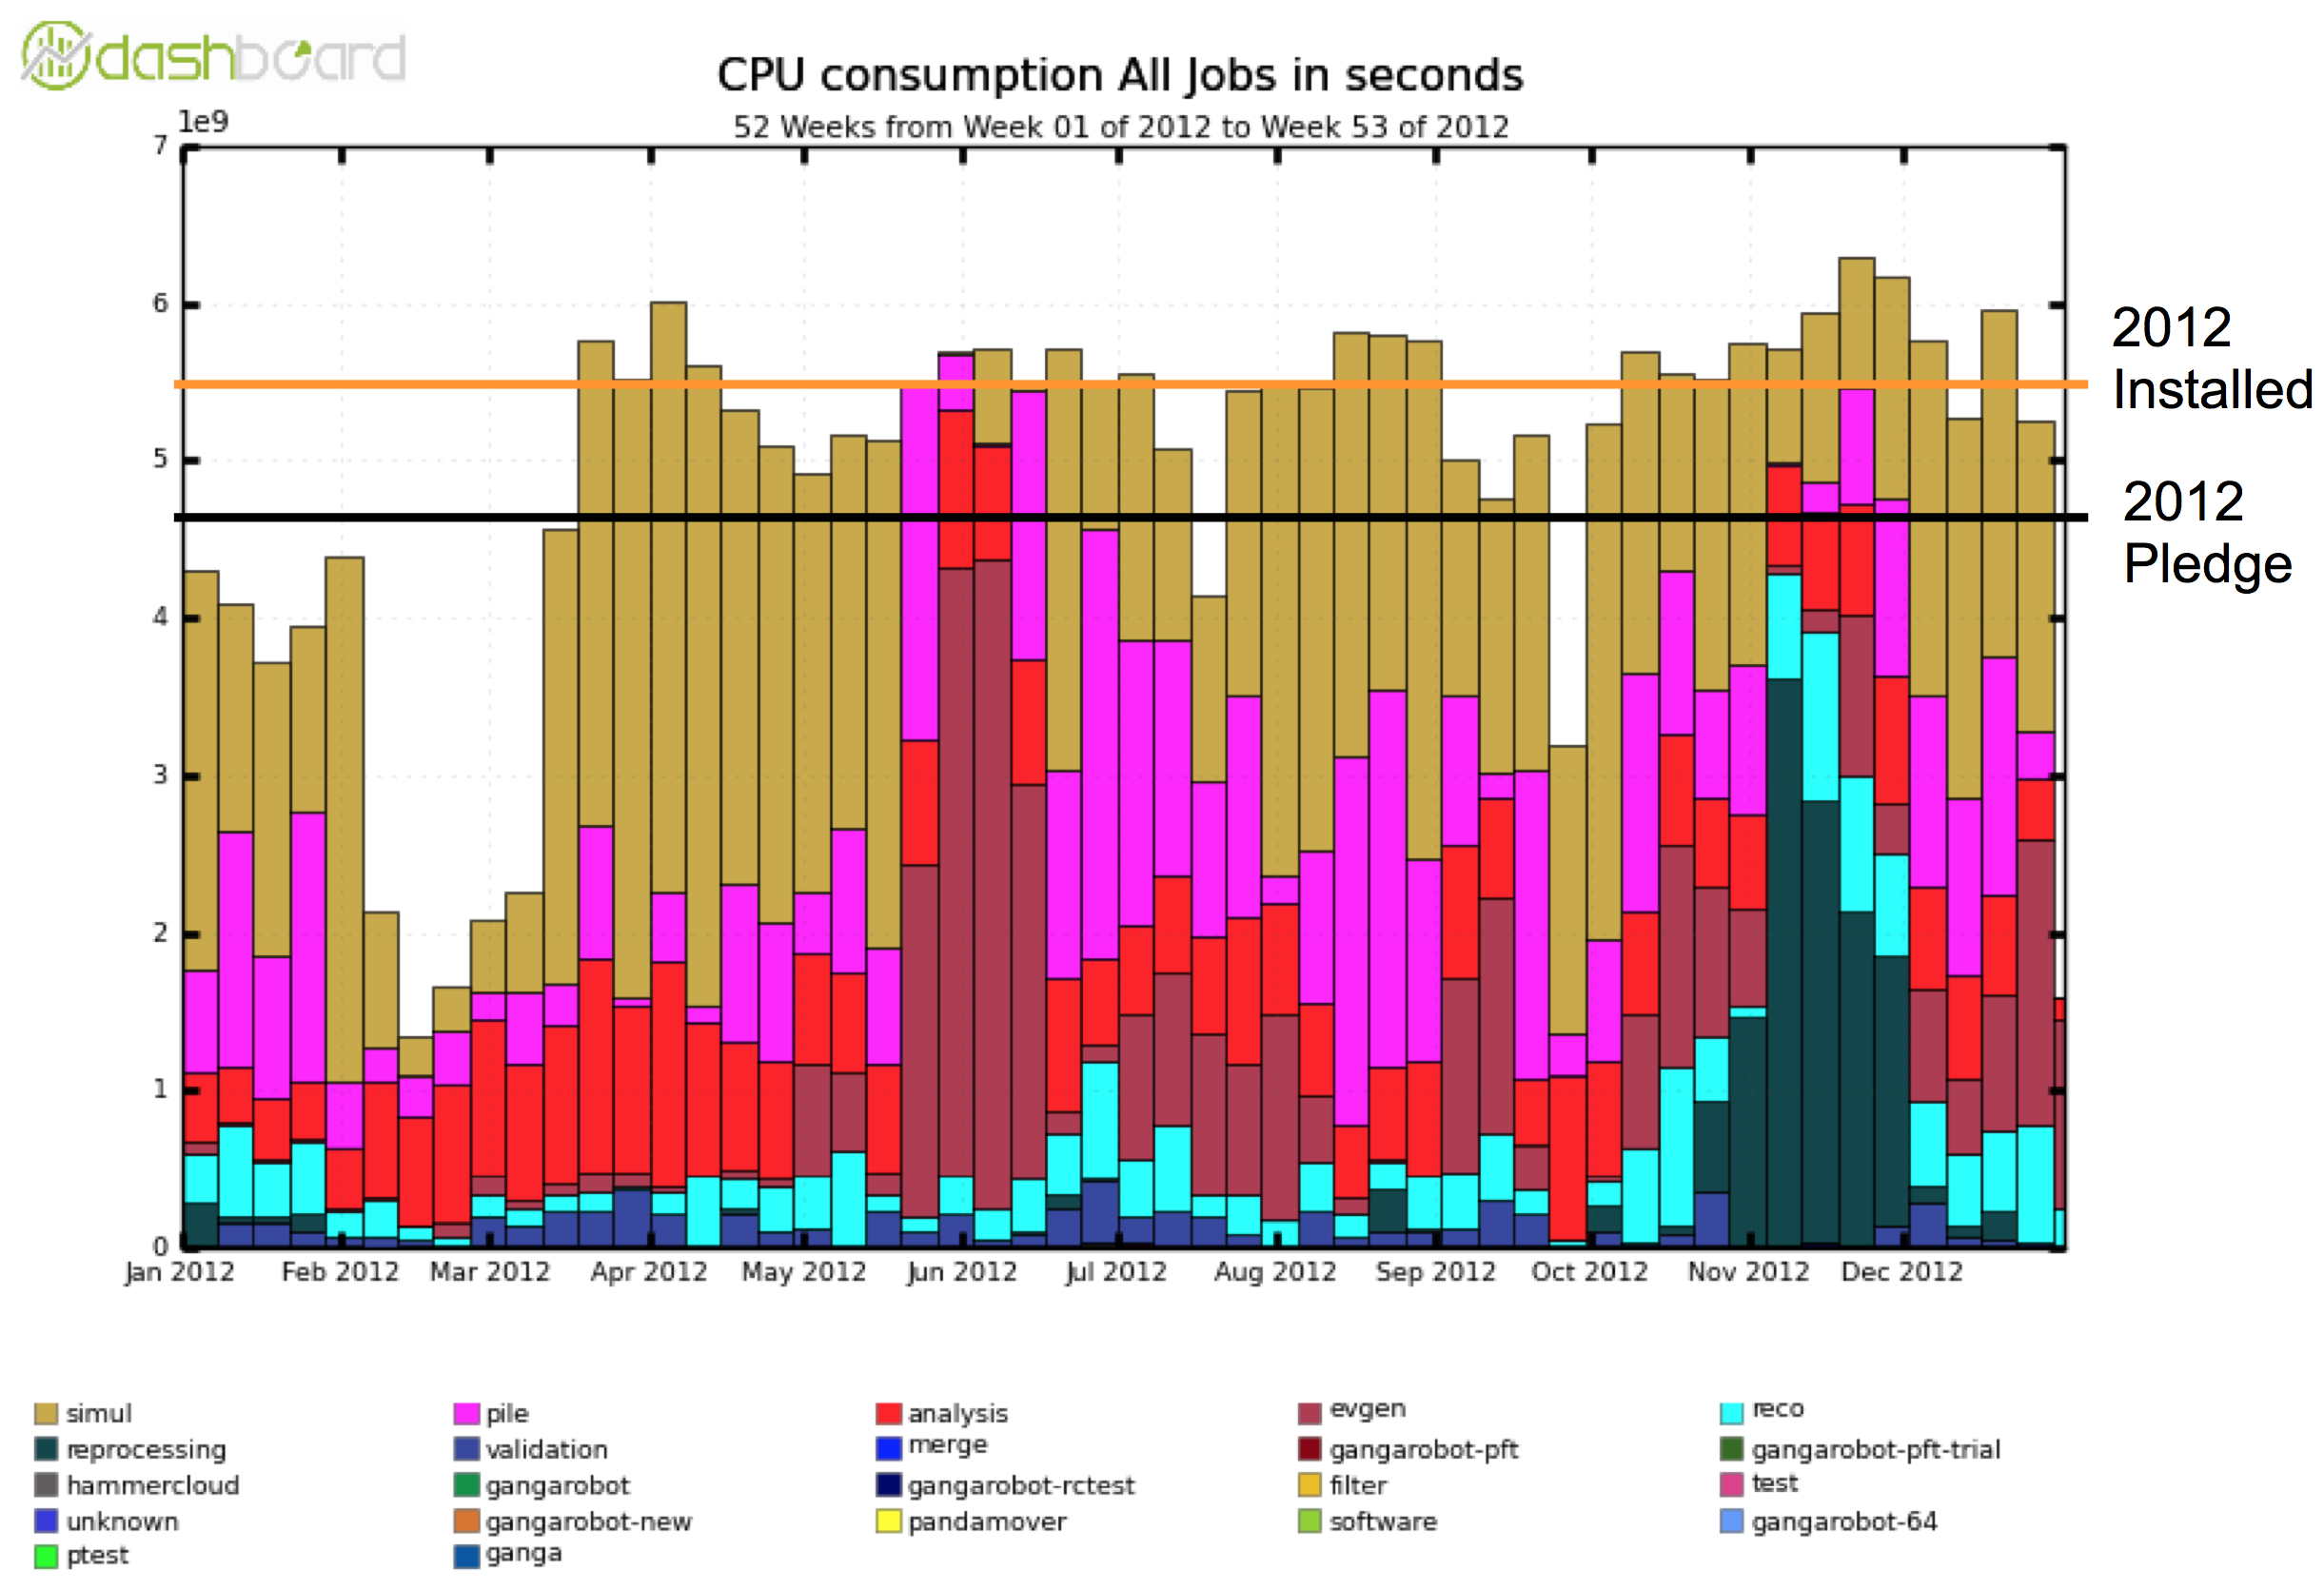 dashboard
CPU consumption All Jobs in seconds
52 Weeks from Week 01 of 2012 to Week 53 of 2012
1e9
7
6
5
4
3
2
1
0
2012
Installed
2012
Pledge
Jan 2012 Feb 2012 Mar 2012 Apr 2012 May 2012 Jun 2012 Jul 2012 Aug 2012 Sep 2012 Oct 2012 Nov 2012 Dec 2012
simul pile analysis evgen reco
reprocessing validation merge gangarobot-pft gangarobot-pft-trial
hammercloud gangarobot gangarobot-rctest filter test
unknown gangarobot-new pandamover software gangarobot-64
ptest ganga